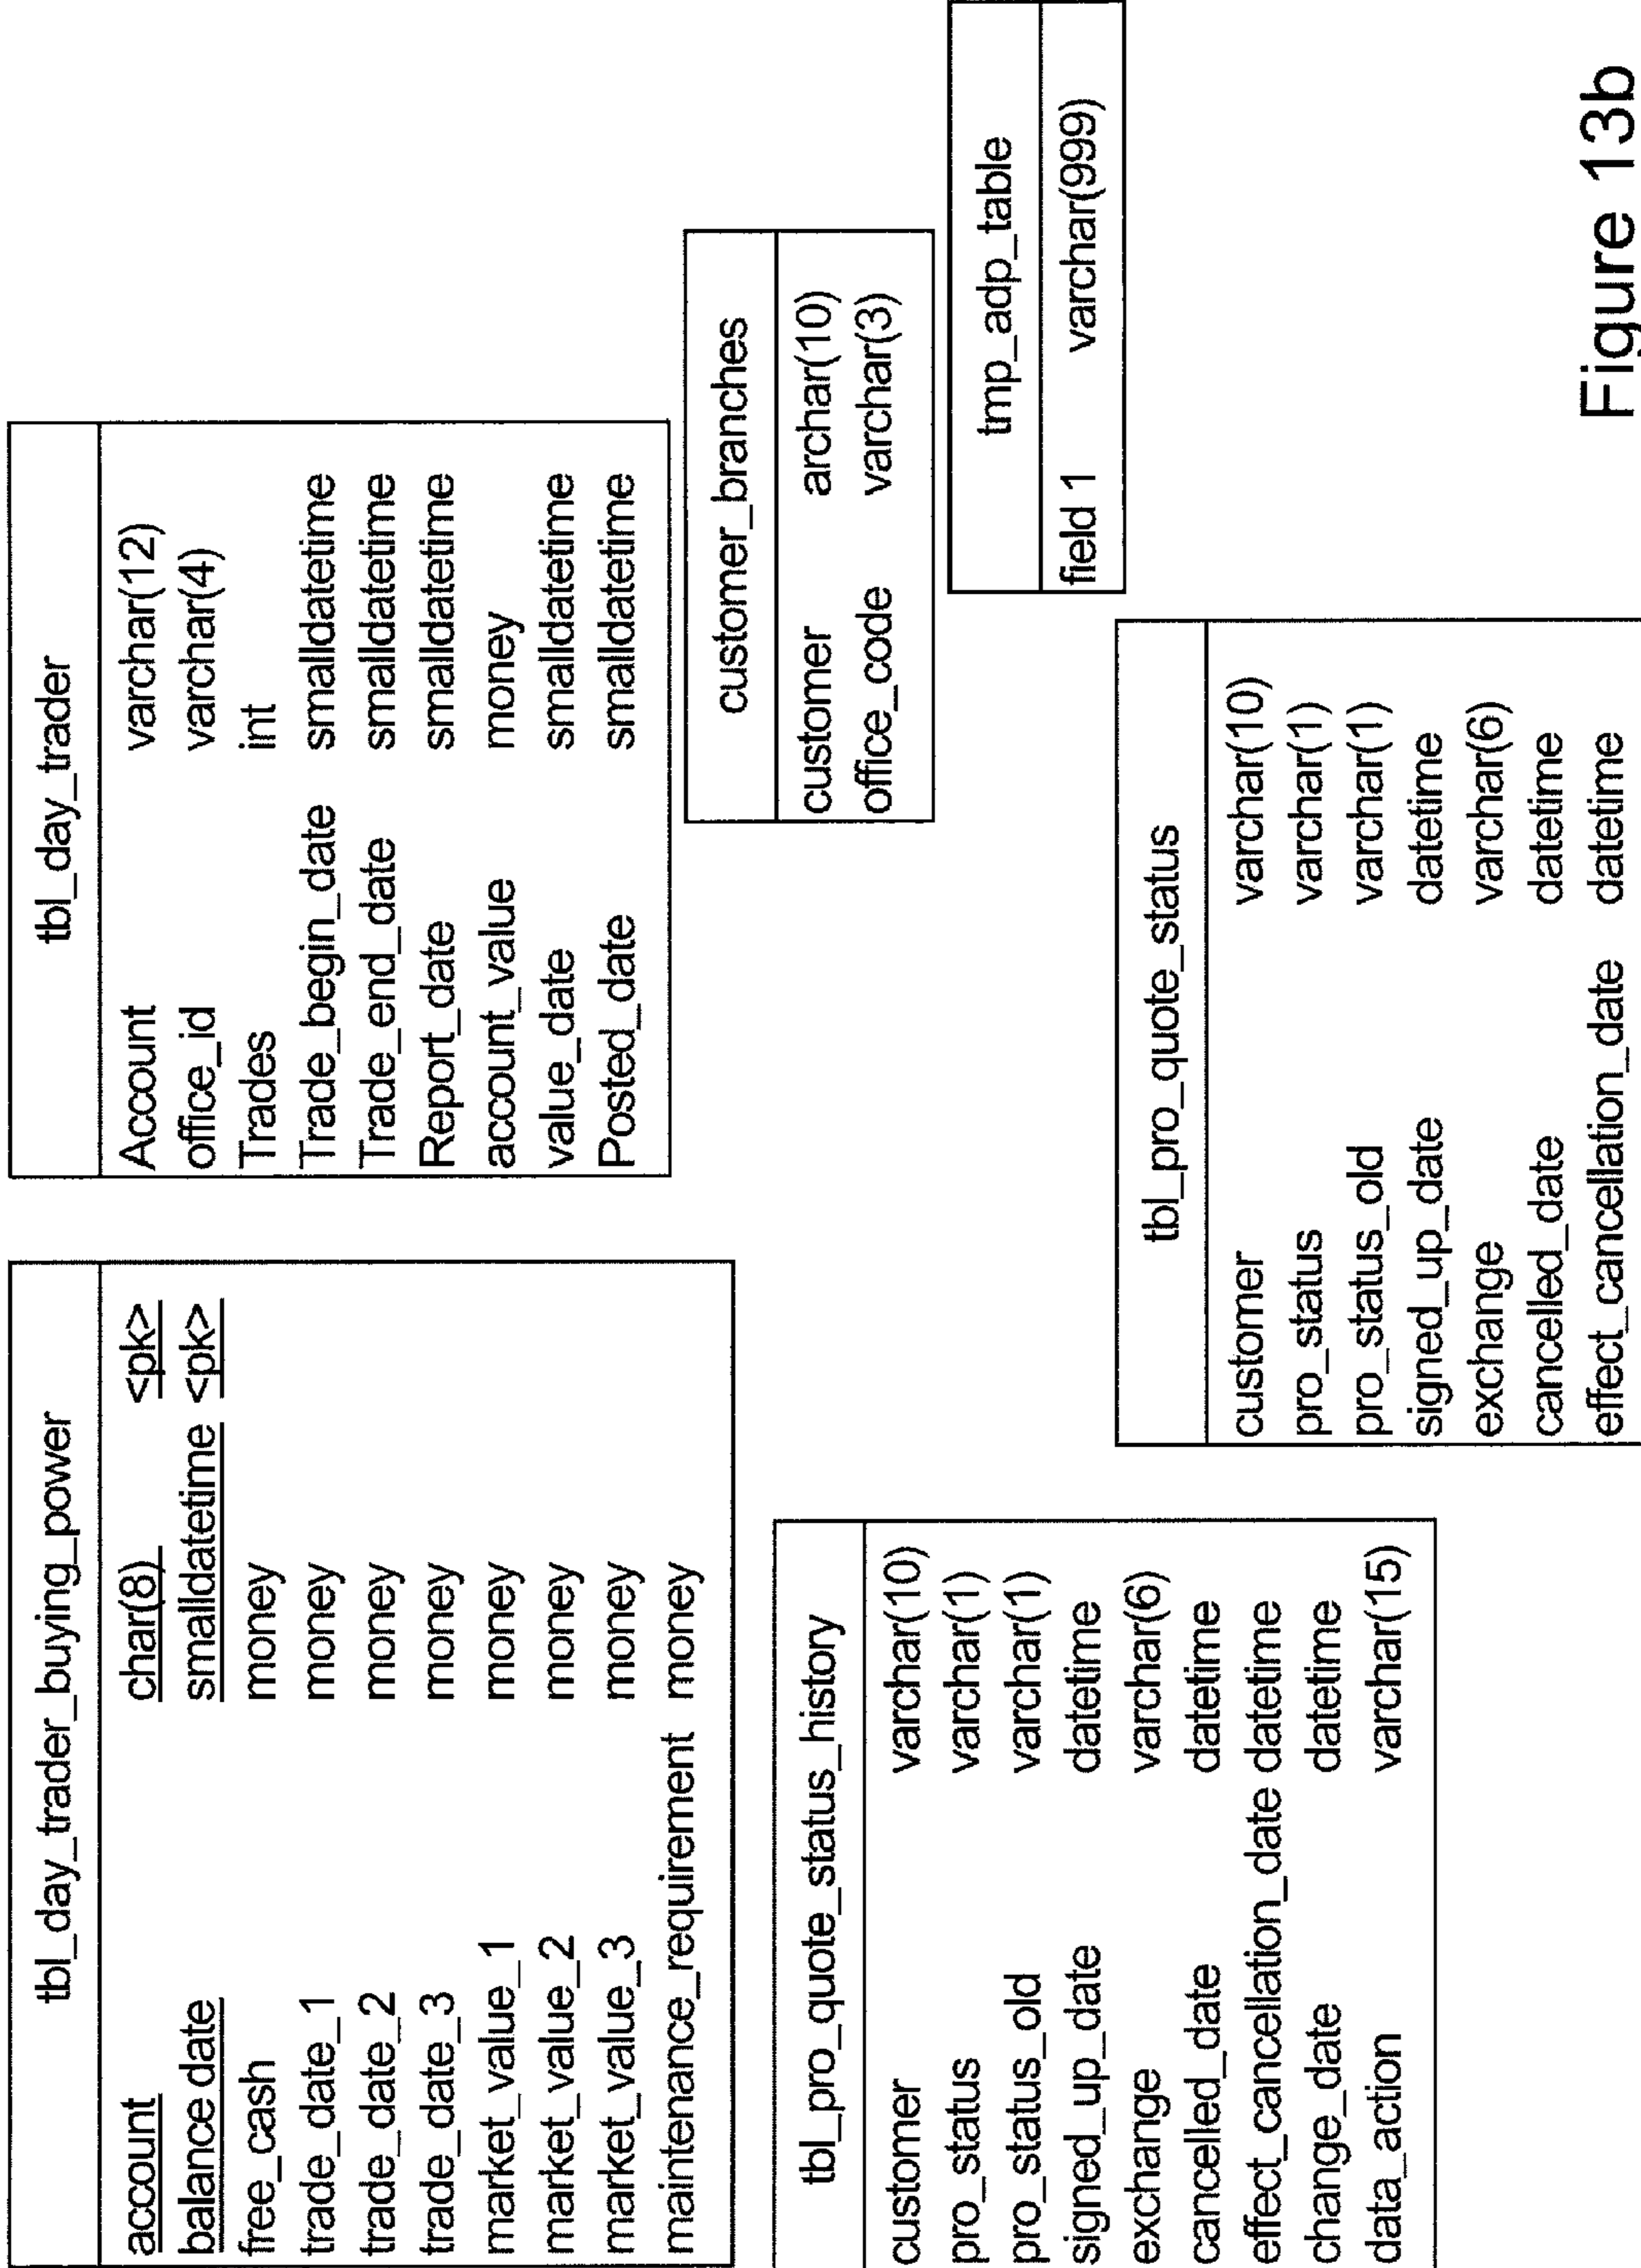 tbl_day_trader_buying_power
account char(8) <pk>
balance date smalldatetime <pk>
free_cash money
trade_date_1 money
trade_date_2 money
trade_date_3 money
market_value_1 money
market_value_2 money
market_value_3 money
maintenance_requirement money
tbl_day_trader
Account varchar(12)
office_id varchar(4)
Trades int
Trade_begin_date smalldatetime
Trade_end_date smalldatetime
Report_date smalldatetime
account_value money
value_date smalldatetime
Posted_date smalldatetime
customer_branches
customer archar(10)
office_code varchar(3)
tmp_adp_table
field 1 varchar(999)
tbl_pro_quote_status_history
customer varchar(10)
pro_status varchar(1)
pro_status_old varchar(1)
signed_up_date datetime
exchange varchar(6)
cancelled_date datetime
effect_cancellation_date datetime
change_date datetime
data_action varchar(15)
tbl_pro_quote_status
customer varchar(10)
pro_status varchar(1)
pro_status_old varchar(1)
signed_up_date datetime
exchange varchar(6)
cancelled_date datetime
effect_cancellation_date datetime
Figure 13b